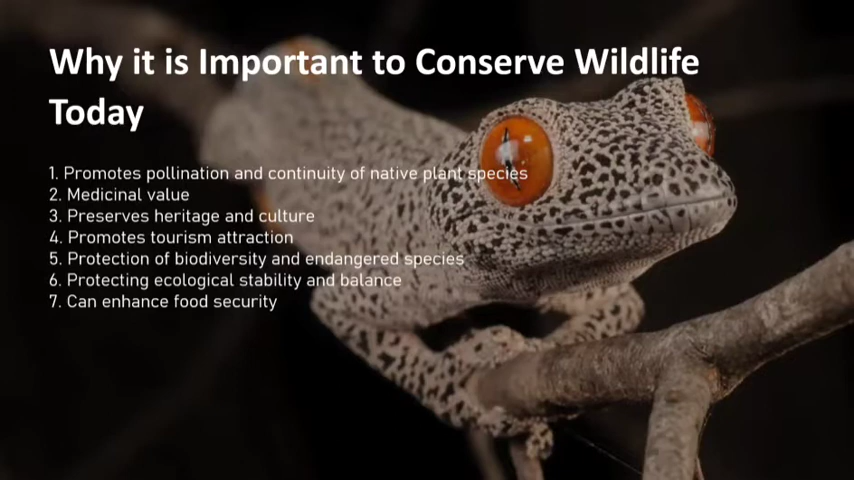 Why it is Important to Conserve Wildlife
Today
1. Promotes pollination and continuity of native plant species
2. Medicinal value
3. Preserves heritage and culture
4. Promotes tourism attraction
5. Protection of biodiversity and endangered species
6. Protecting ecological stability and balance
7. Can enhance food security